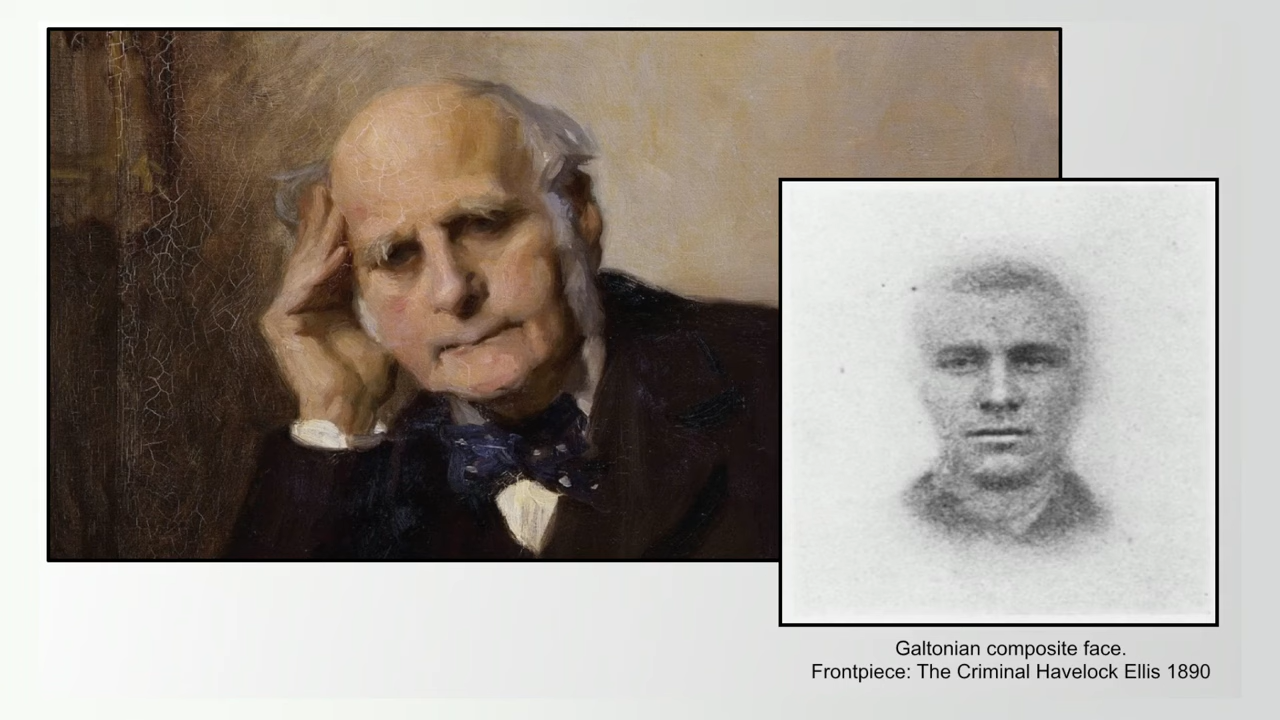 Galtonian composite face.
Frontpiece: The Criminal Havelock Ellis 1890